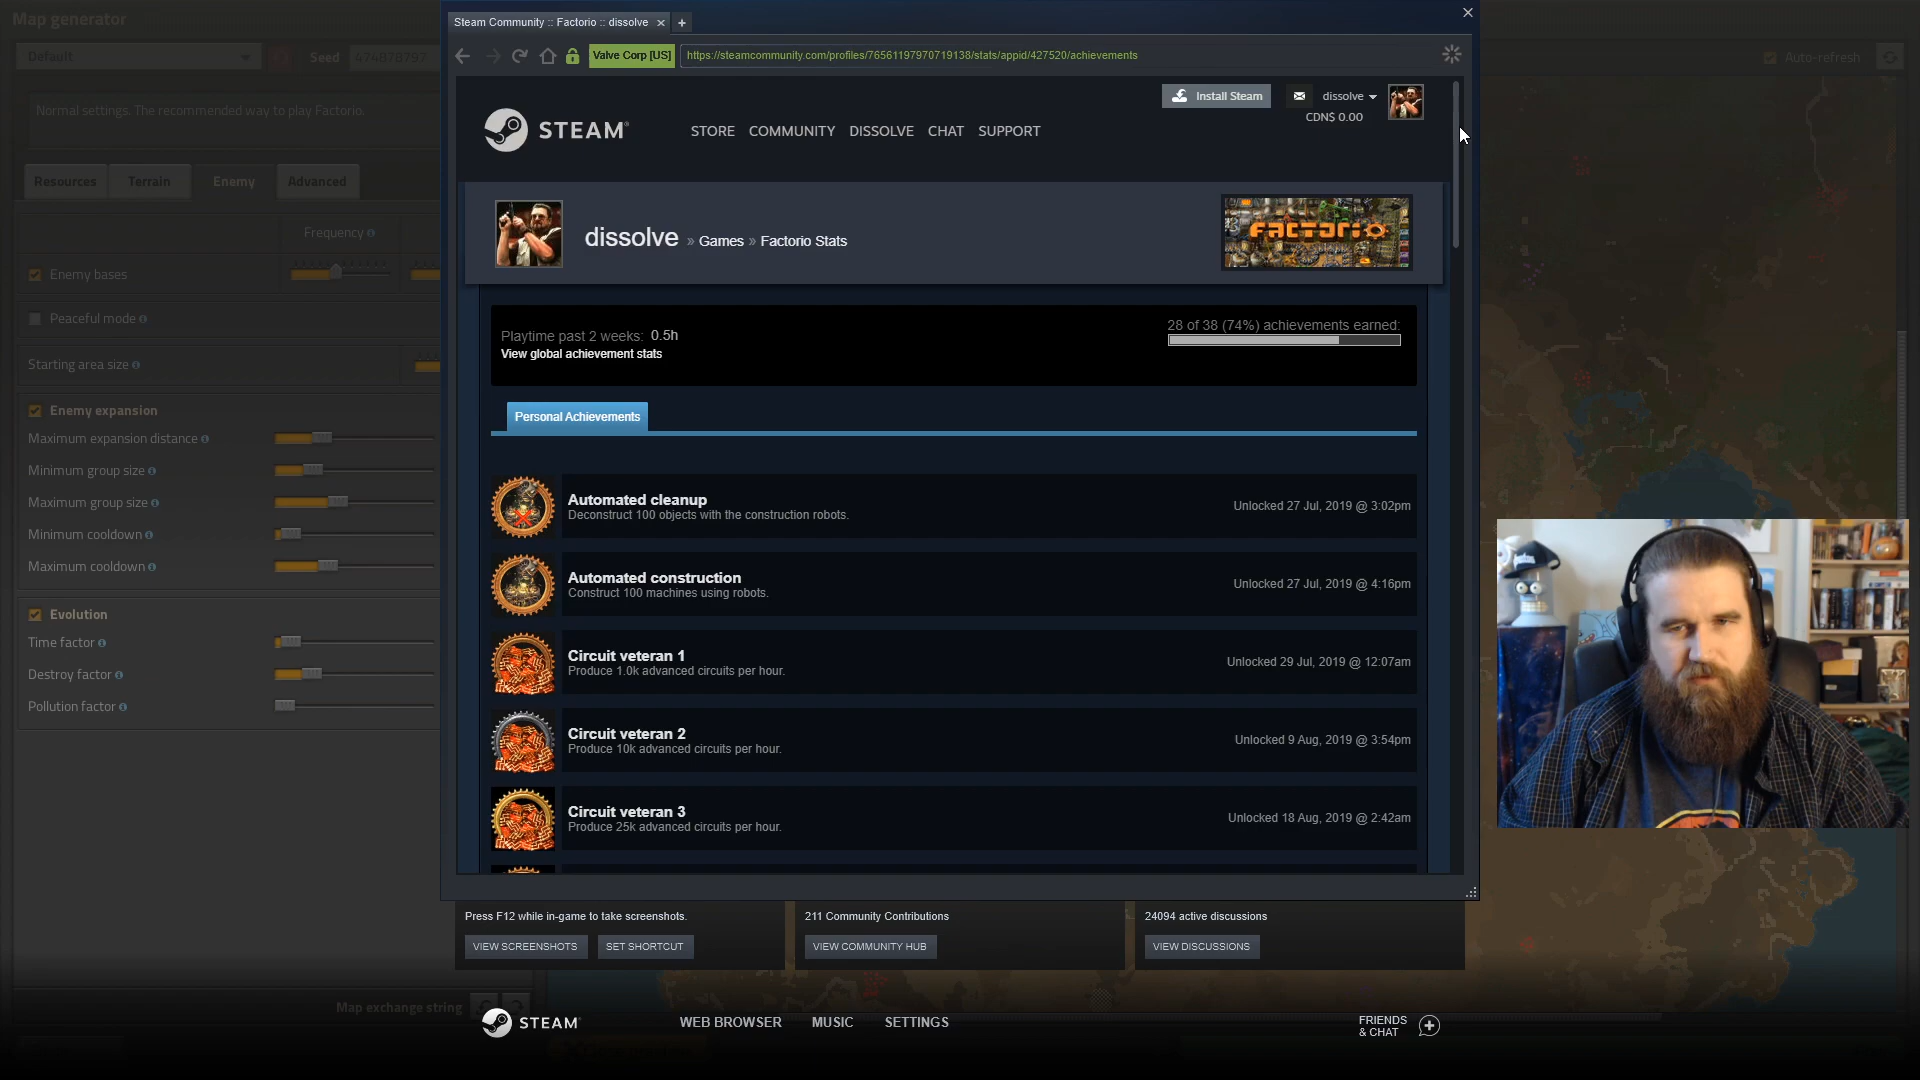 Map generator
Default
Seed
474878797
Auto-refresh
Normal settings. The recommended way to play Factorio.
Resources
Terrain
Enemy
Advanced
Frequency
Enemy bases
Peaceful mode
Starting area size
Enemy expansion
Maximum expansion distance
Minimum group size
Maximum group size
Minimum cooldown
Maximum cooldown
Evolution
Time factor
Destroy factor
Pollution factor
Map exchange string
Steam Community :: Factorio :: dissolve
Valve Corp [US]
https://steamcommunity.com/profiles/76561197970719138/stats/appid/427520/achievements
Install Steam
dissolve
CDN$ 0.00
STEAM
STORE COMMUNITY DISSOLVE CHAT SUPPORT
dissolve » Games » Factorio Stats
FACTORIO
Playtime past 2 weeks: 0.5h
View global achievement stats
28 of 38 (74%) achievements earned:
Personal Achievements
Automated cleanup
Deconstruct 100 objects with the construction robots.
Unlocked 27 Jul, 2019 @ 3:02pm
Automated construction
Construct 100 machines using robots.
Unlocked 27 Jul, 2019 @ 4:16pm
Circuit veteran 1
Produce 1.0k advanced circuits per hour.
Unlocked 29 Jul, 2019 @ 12:07am
Circuit veteran 2
Produce 10k advanced circuits per hour.
Unlocked 9 Aug, 2019 @ 3:54pm
Circuit veteran 3
Produce 25k advanced circuits per hour.
Unlocked 18 Aug, 2019 @ 2:42am
Press F12 while in-game to take screenshots.
VIEW SCREENSHOTS
SET SHORTCUT
211 Community Contributions
VIEW COMMUNITY HUB
24094 active discussions
VIEW DISCUSSIONS
STEAM
WEB BROWSER
MUSIC
SETTINGS
FRIENDS
& CHAT